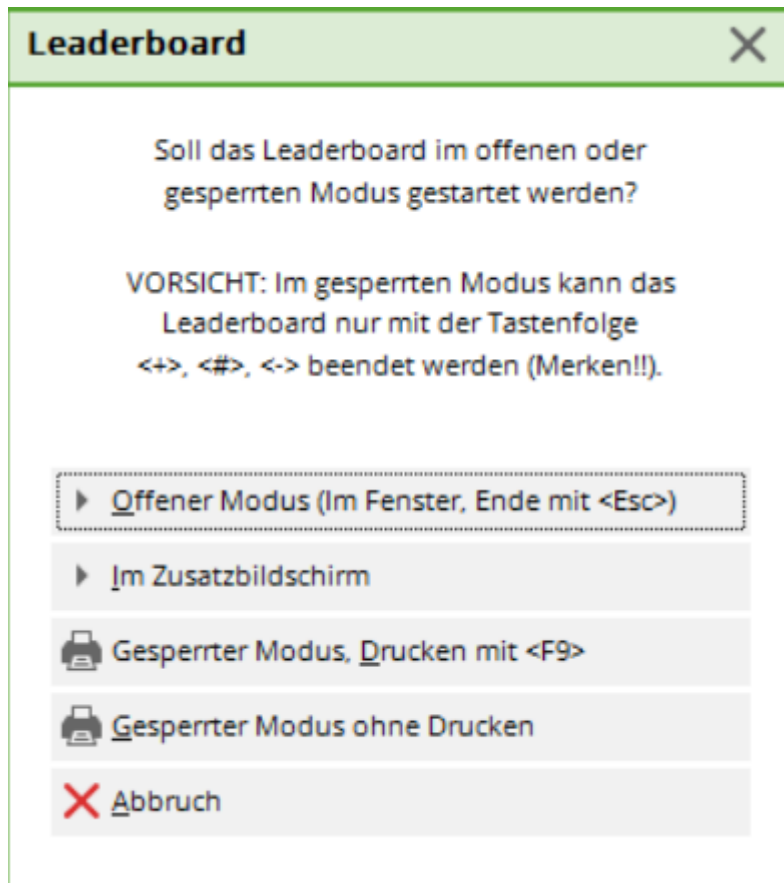 Leaderboard
Soll das Leaderboard im offenen oder
gesperrten Modus gestartet werden?
VORSICHT: Im gesperrten Modus kann das
Leaderboard nur mit der Tastenfolge
<+>, <#>, <-> beendet werden (Merken!!).
Offener Modus (Im Fenster, Ende mit <Esc>)
Im Zusatzbildschirm
Gesperrter Modus, Drucken mit <F9>
Gesperrter Modus ohne Drucken
Abbruch